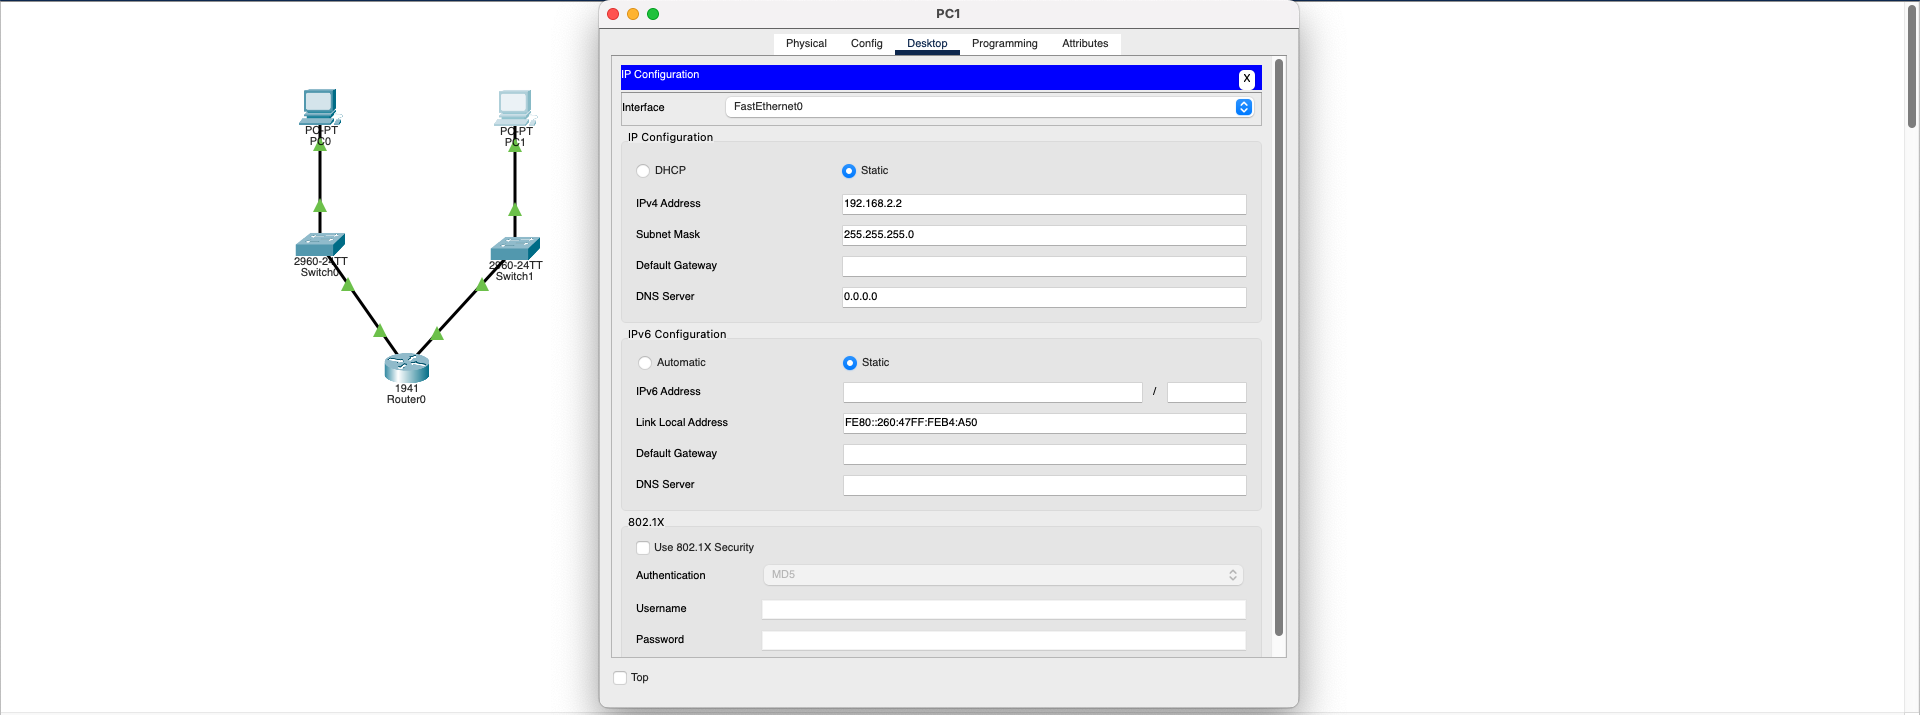 PC1
Physical Config Desktop Programming Attributes
IP Configuration X
Interface FastEthernet0
IP Configuration
DHCP Static
IPv4 Address 192.168.2.2
Subnet Mask 255.255.255.0
Default Gateway
DNS Server 0.0.0.0
IPv6 Configuration
Automatic Static
IPv6 Address /
Link Local Address FE80::260:47FF:FEB4:A50
Default Gateway
DNS Server
802.1X
Use 802.1X Security
Authentication MD5
Username
Password
Top
PC-PT
PC0
PC-PT
PC1
2960-24TT
Switch0
2960-24TT
Switch1
1941
Router0